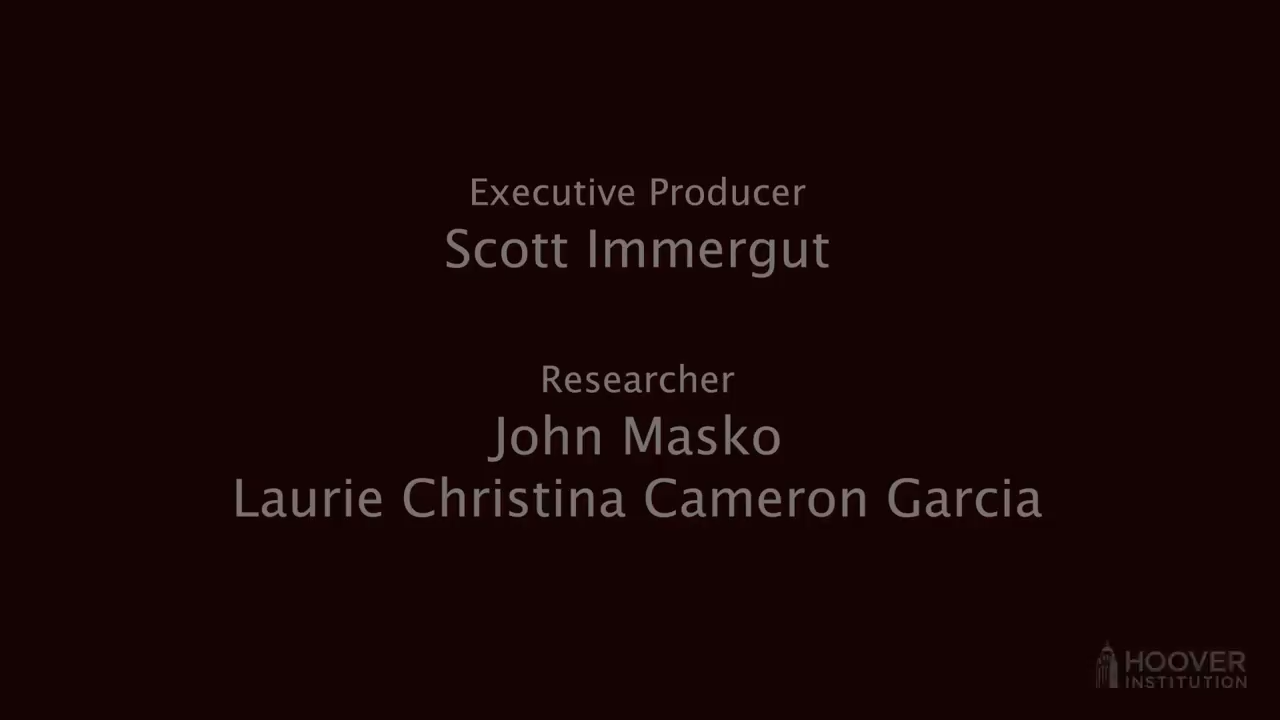 Executive Producer
Scott Immergut
Researcher
John Masko
Laurie Christina Cameron Garcia
HOOVER
INSTITUTION